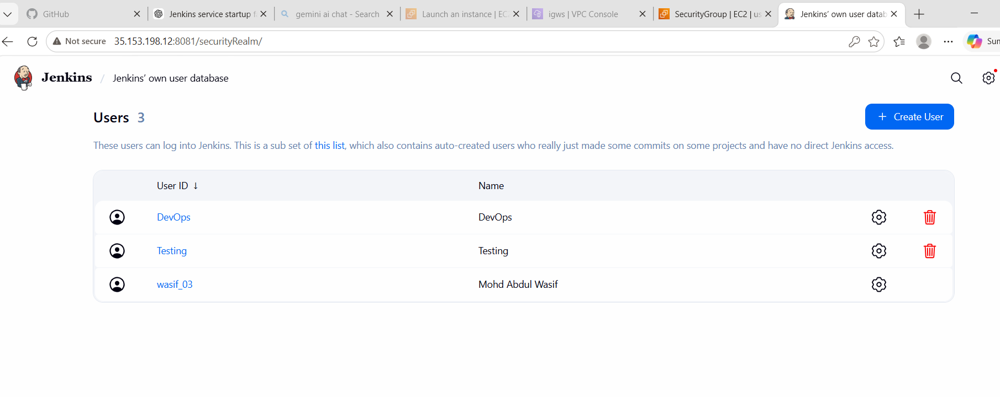 GitHub
Jenkins service startup f
gemini ai chat - Search
Launch an instance | EC2
igws | VPC Console
SecurityGroup | EC2 | us
Jenkins’ own user datab
Not secure 35.153.198.12:8081/securityRealm/
Sum
Jenkins / Jenkins’ own user database
Users 3
+ Create User
These users can log into Jenkins. This is a sub set of this list, which also contains auto-created users who really just made some commits on some projects and have no direct Jenkins access.
User ID ↓ Name
DevOps DevOps
Testing Testing
wasif_03 Mohd Abdul Wasif